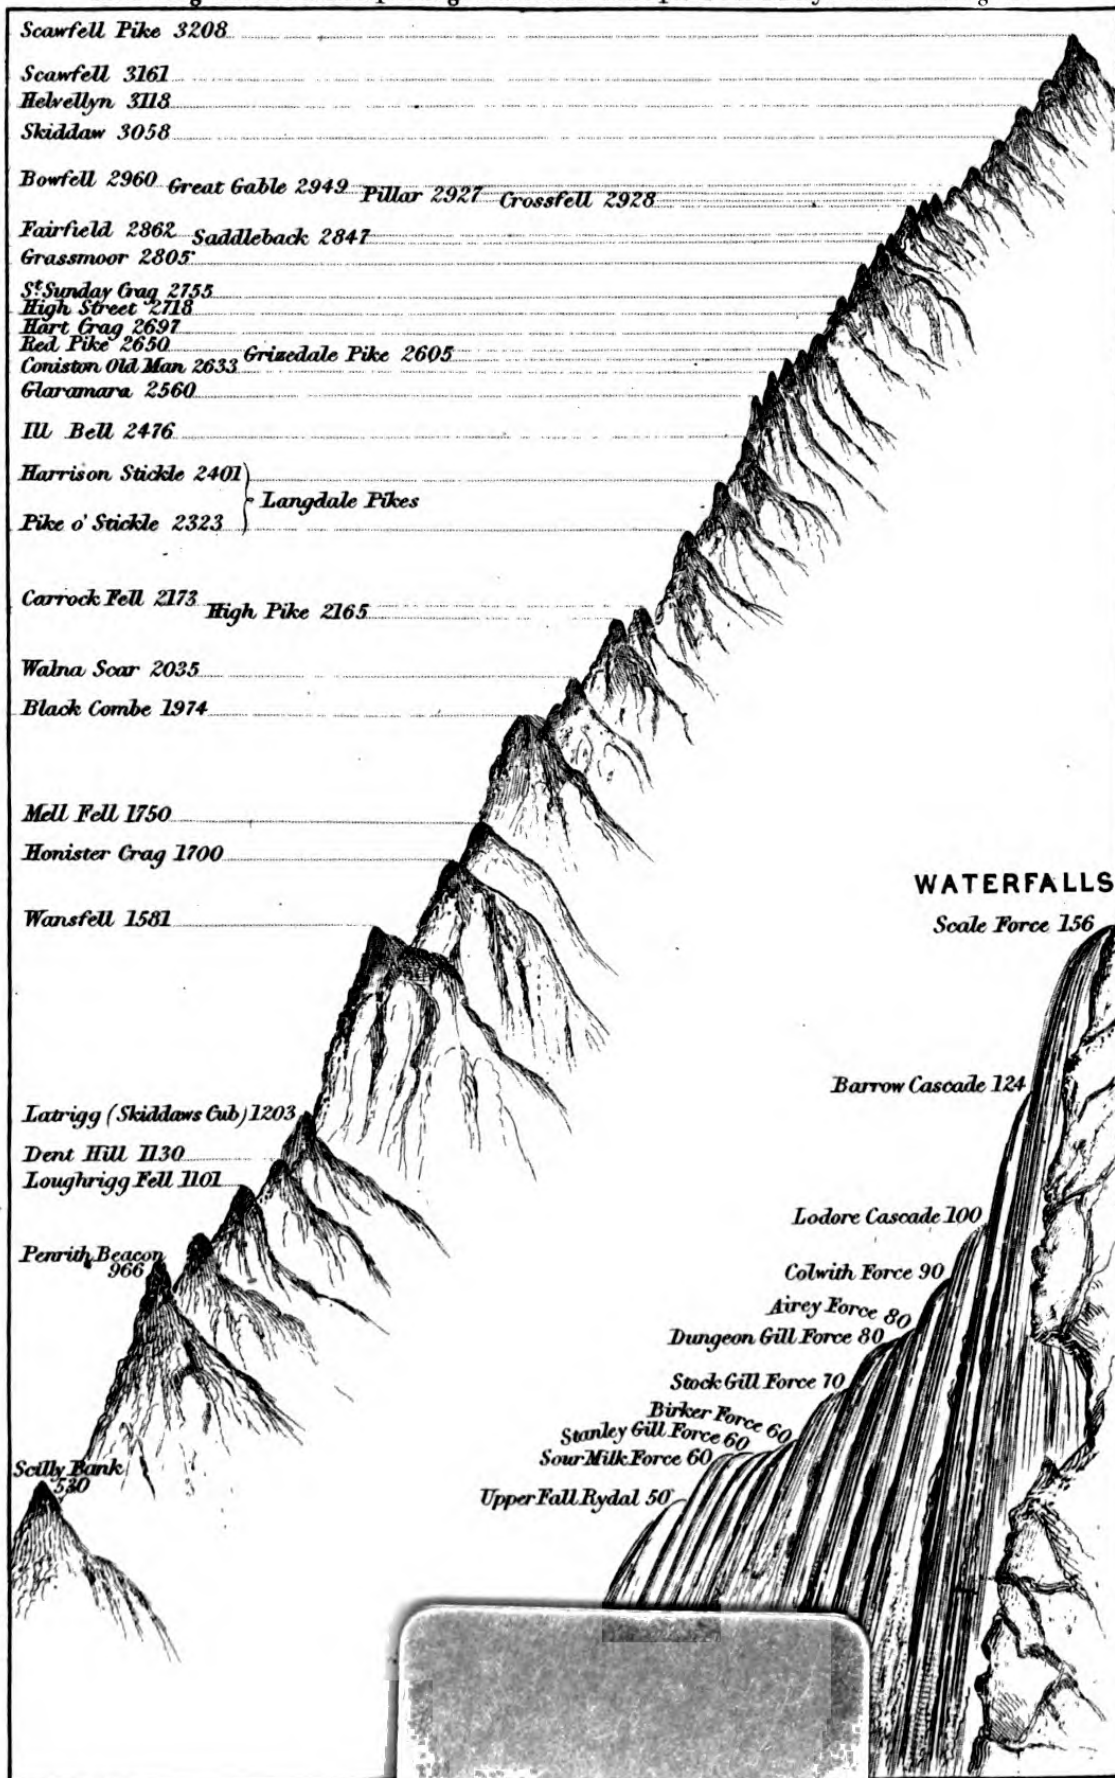 Scawfell Pike 3208
Scawfell 3161
Helvellyn 3118
Skiddaw 3058
Bowfell 2960 Great Gable 2949 Pillar 2927 Crossfell 2928
Fairfield 2862 Saddleback 2847
Grassmoor 2805
St Sunday Crag 2755
High Street 2718
Hart Crag 2697
Red Pike 2650 Grizedale Pike 2605
Coniston Old Man 2633
Glaramara 2560
Ill Bell 2476
Harrison Stickle 2401
Langdale Pikes
Pike o' Stickle 2323
Carrock Fell 2173 High Pike 2165
Walna Scar 2035
Black Combe 1974
Mell Fell 1750
Honister Crag 1700
Wansfell 1581
Latrigg (Skiddaws Cub) 1203
Dent Hill 1130
Loughrigg Fell 1101
Penrith Beacon
966
Scilly Bank
530
WATERFALLS
Scale Force 156
Barrow Cascade 124
Lodore Cascade 100
Colwith Force 90
Airey Force 80
Dungeon Gill Force 80
Stock Gill Force 70
Birker Force 60
Stanley Gill Force 60
Sour Milk Force 60
Upper Fall Rydal 50